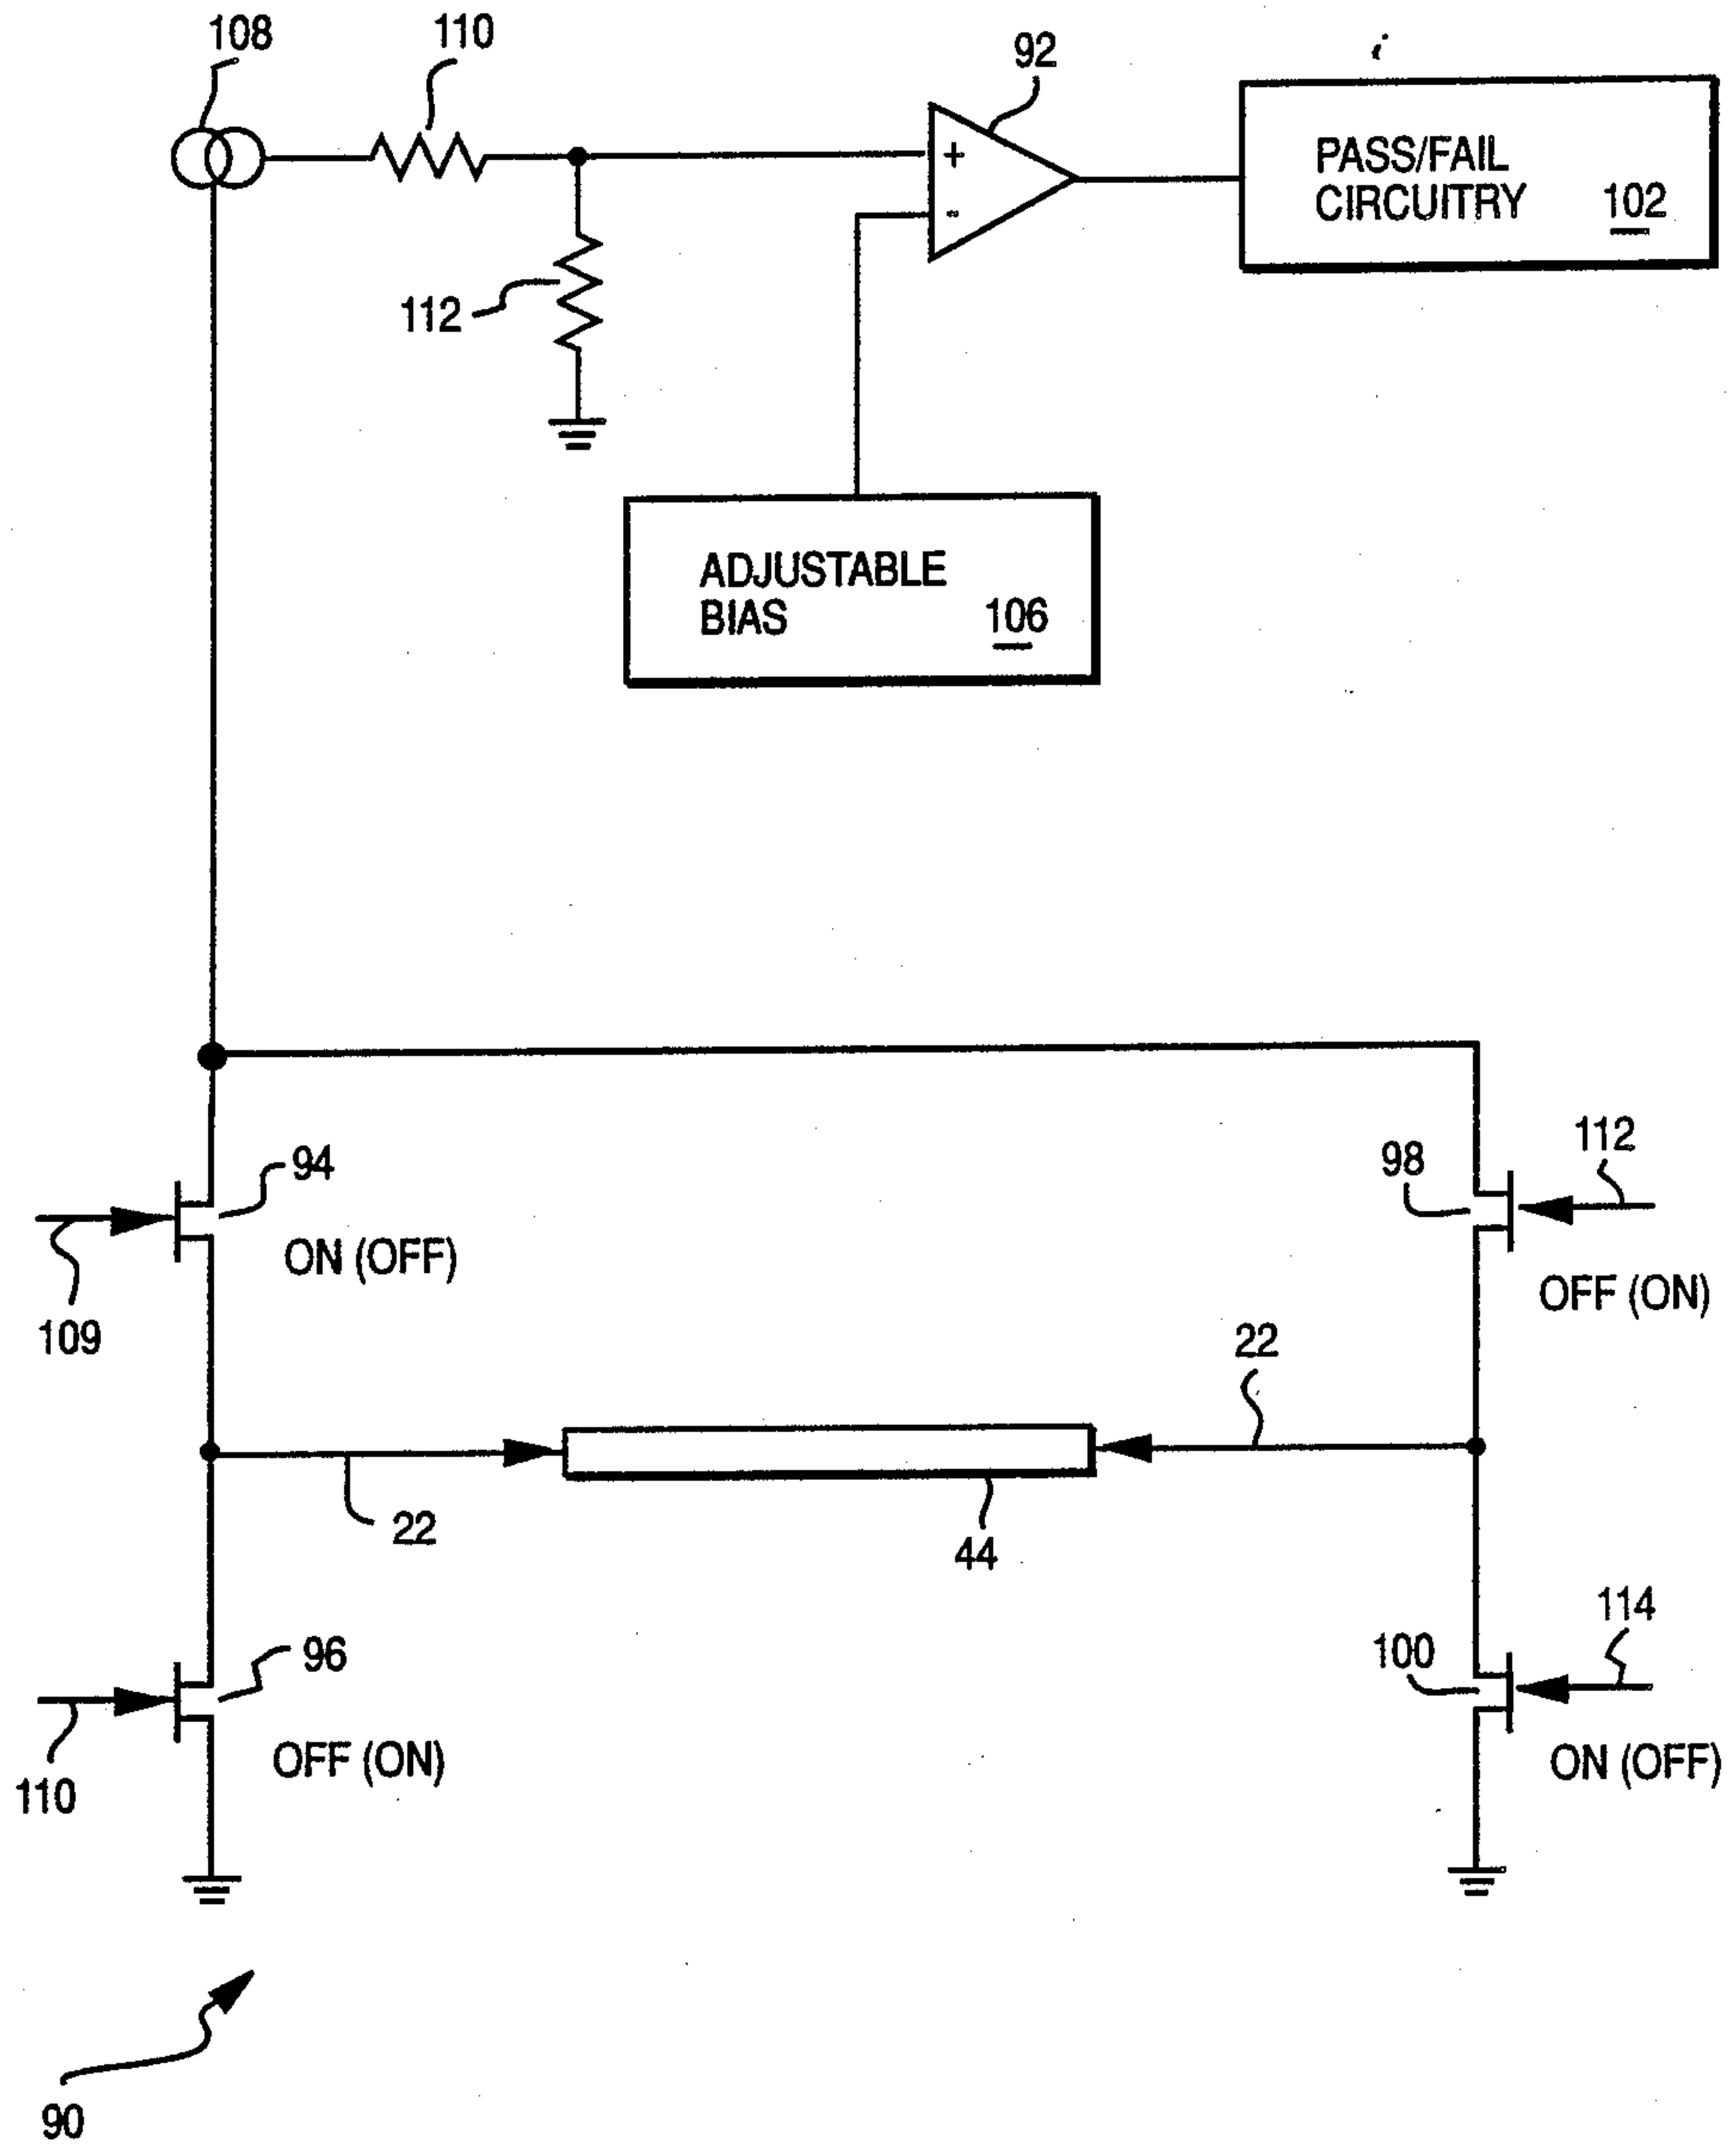 108
110
92
+
-
PASS/FAIL
CIRCUITRY
102
112
ADJUSTABLE
BIAS
106
94
98
112
ON (OFF)
OFF (ON)
109
22
22
44
96
100
114
OFF (ON)
ON (OFF)
110
90